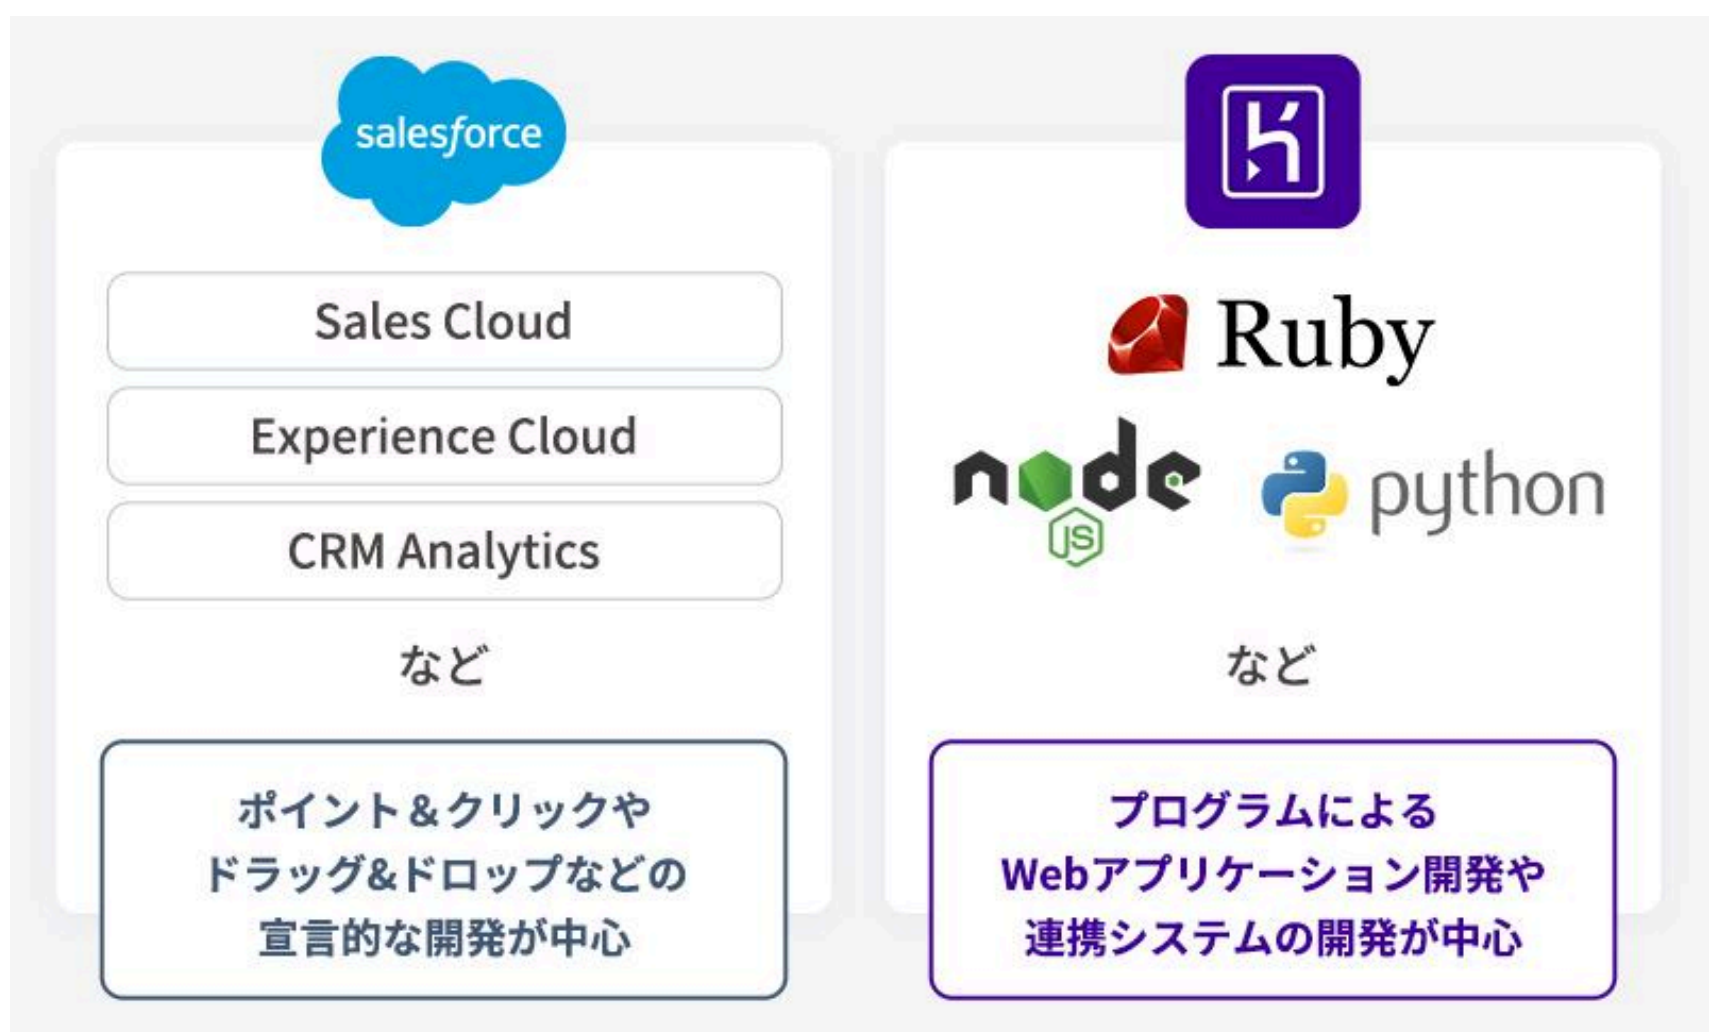 salesforce
Sales Cloud
Experience Cloud
CRM Analytics
など
ポイント＆クリックや
ドラッグ&ドロップなどの
宣言的な開発が中心
Ruby
node
JS
python
など
プログラムによる
Webアプリケーション開発や
連携システムの開発が中心